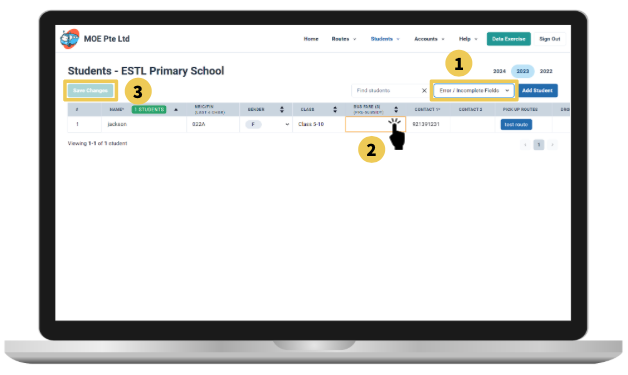 MOE Pte Ltd
Home Routes Students Accounts Help Data Exercise Sign Out
1
Students - ESTL Primary School
2024 2023 2022
Save Changes
3
Find students × Error / Incomplete Fields Add Student
# NAME* 1 STUDENTS NRIC/FIN GENDER CLASS BUS FARE ($) CONTACT 1* CONTACT 2 PICK UP ROUTES
(LAST 4 CHAR)
1 jackson 022A F Class 5-10 921391231 test route
2
Viewing 1-1 of 1 student
1